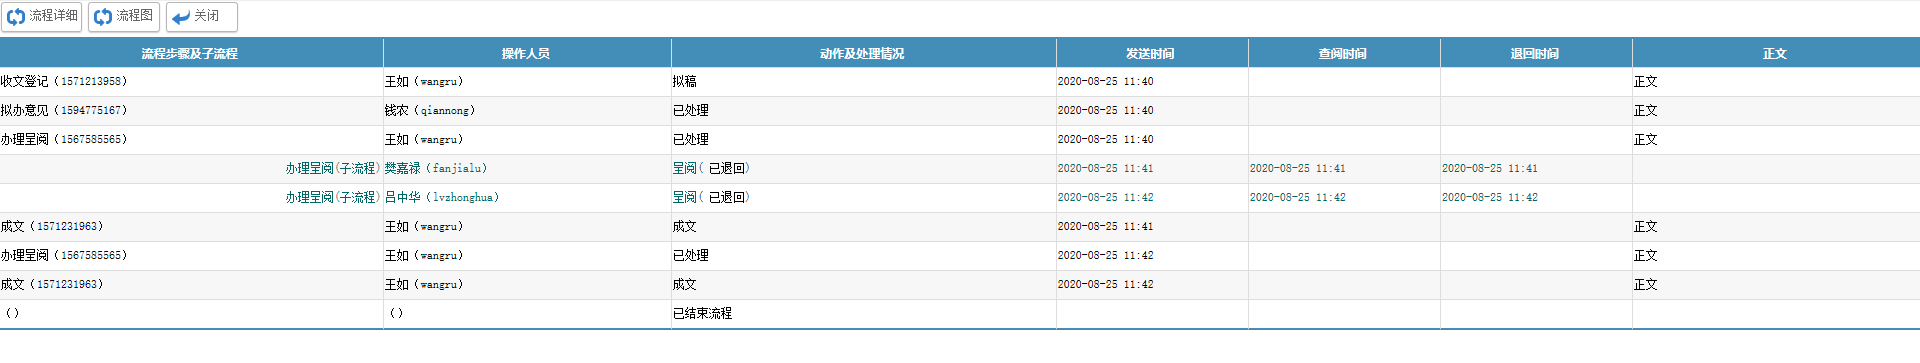 流程详细 流程图 关闭
流程步骤及子流程 操作人员 动作及处理情况 发送时间 查阅时间 退回时间 正文
收文登记（1571213958） 王如（wangru） 拟稿 2020-08-25 11:40 正文
拟办意见（1594775167） 钱农（qiannong） 已处理 2020-08-25 11:40 正文
办理呈阅（1567585565） 王如（wangru） 已处理 2020-08-25 11:40 正文
办理呈阅(子流程) 樊嘉禄（fanjialu） 呈阅( 已退回) 2020-08-25 11:41 2020-08-25 11:41 2020-08-25 11:41
办理呈阅(子流程) 吕中华（lvzhonghua） 呈阅( 已退回) 2020-08-25 11:42 2020-08-25 11:42 2020-08-25 11:42
成文（1571231963） 王如（wangru） 成文 2020-08-25 11:41 正文
办理呈阅（1567585565） 王如（wangru） 已处理 2020-08-25 11:42 正文
成文（1571231963） 王如（wangru） 成文 2020-08-25 11:42 正文
（） （） 已结束流程